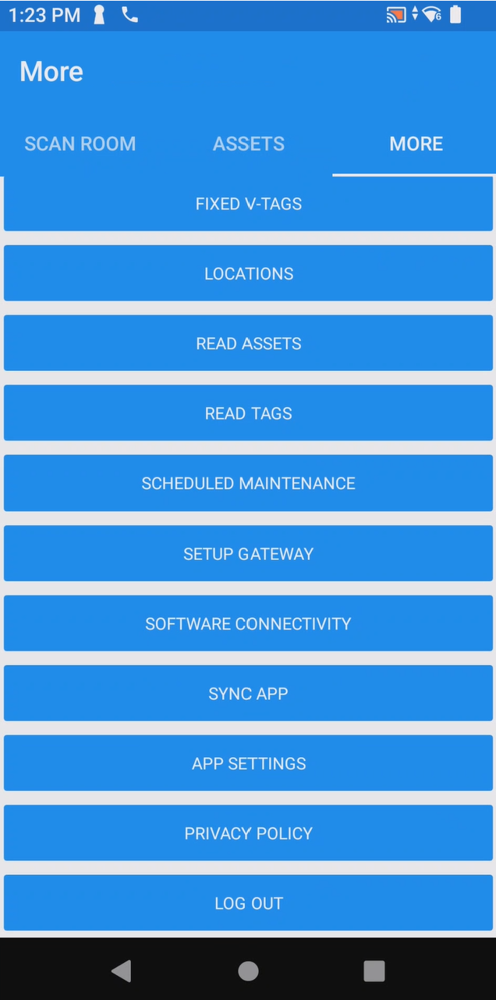 1:23 PM
6
More
SCAN ROOM
ASSETS
MORE
FIXED V-TAGS
LOCATIONS
READ ASSETS
READ TAGS
SCHEDULED MAINTENANCE
SETUP GATEWAY
SOFTWARE CONNECTIVITY
SYNC APP
APP SETTINGS
PRIVACY POLICY
LOG OUT